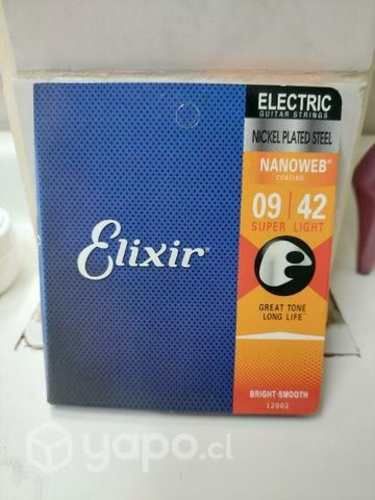 ELECTRIC
GUITAR STRINGS
NICKEL PLATED STEEL
NANOWEB®
COATING
09 | 42
SUPER LIGHT
Elixir®
GREAT TONE
LONG LIFE™
BRIGHT·SMOOTH
12002
yapo.cl